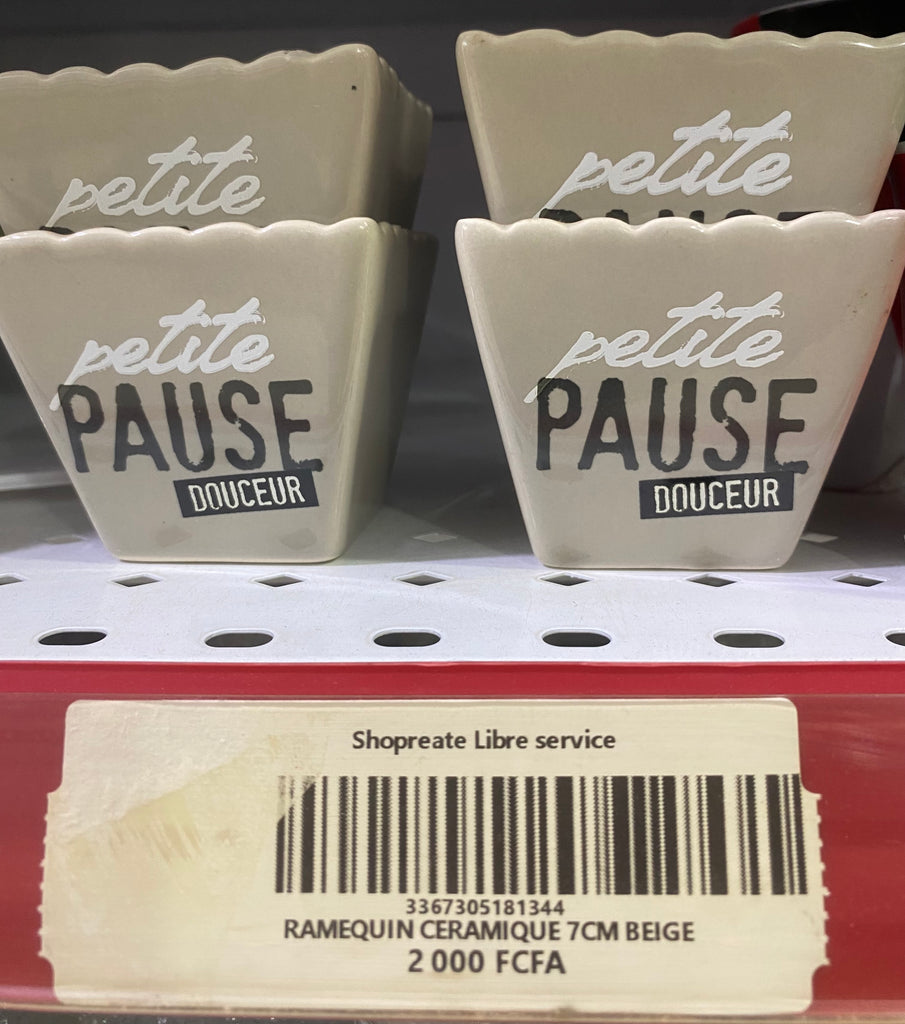 petite
petite
petite
PAUSE
DOUCEUR
petite
PAUSE
DOUCEUR
Shopreate Libre service
3367305181344
RAMEQUIN CERAMIQUE 7CM BEIGE
2 000 FCFA